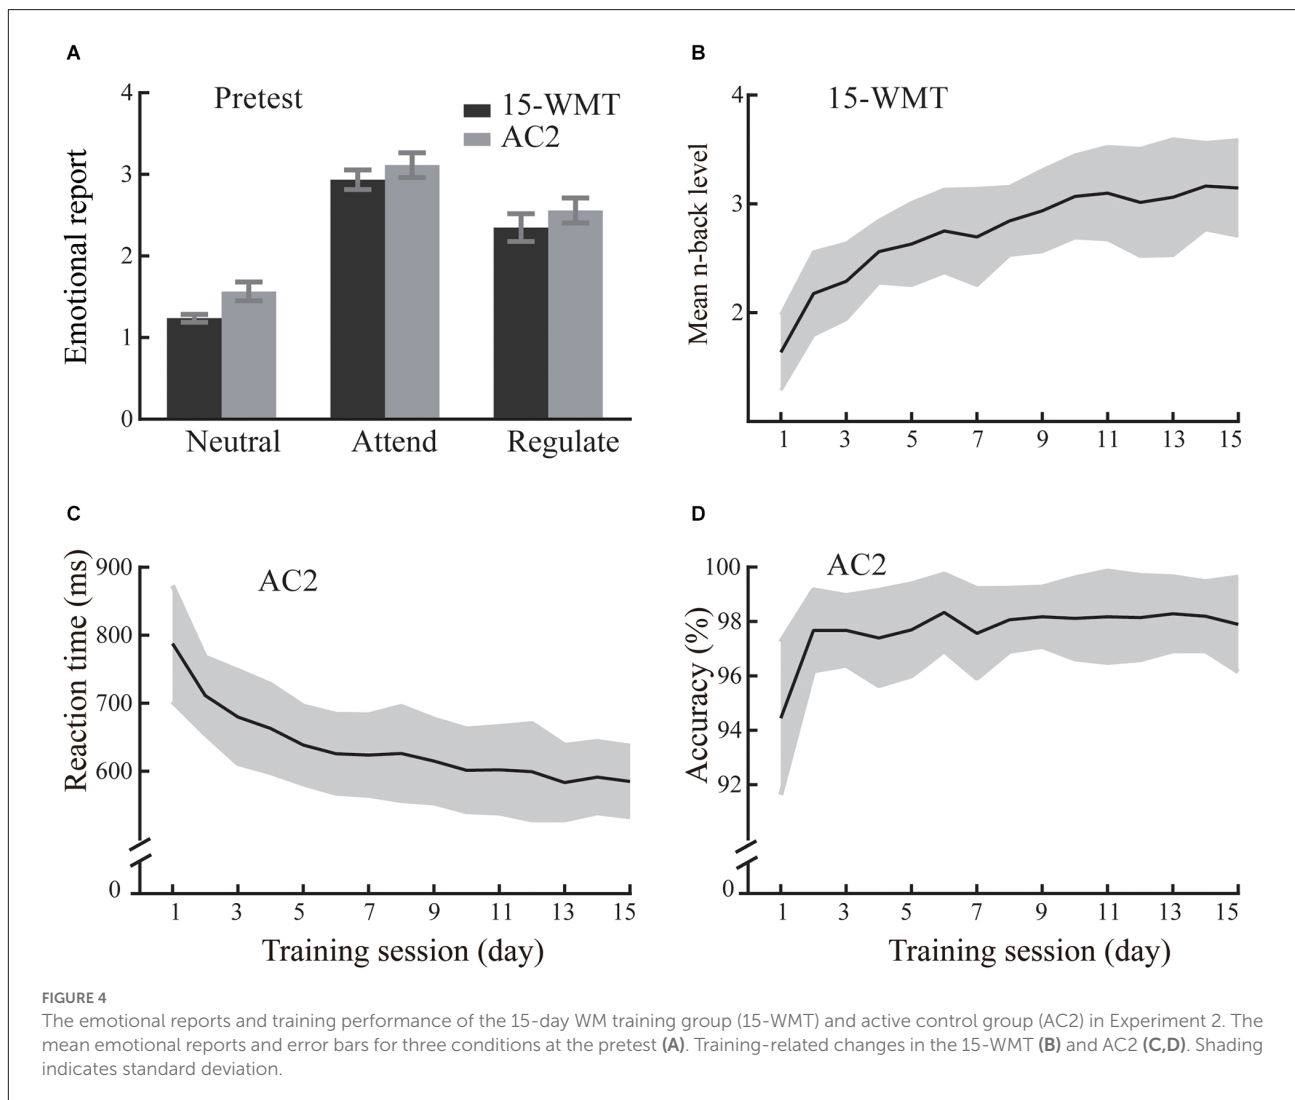 A
Pretest
15-WMT
AC2
Emotional report
4
3
2
1
0
Neutral Attend Regulate
B
15-WMT
Mean n-back level
4
3
2
1 3 5 7 9 11 13 15
C
AC2
Reaction time (ms)
900
800
700
600
0
1 3 5 7 9 11 13 15
Training session (day)
D
AC2
Accuracy (%)
100
98
96
94
92
0
1 3 5 7 9 11 13 15
Training session (day)
FIGURE 4
The emotional reports and training performance of the 15-day WM training group (15-WMT) and active control group (AC2) in Experiment 2. The
mean emotional reports and error bars for three conditions at the pretest (A). Training-related changes in the 15-WMT (B) and AC2 (C,D). Shading
indicates standard deviation.